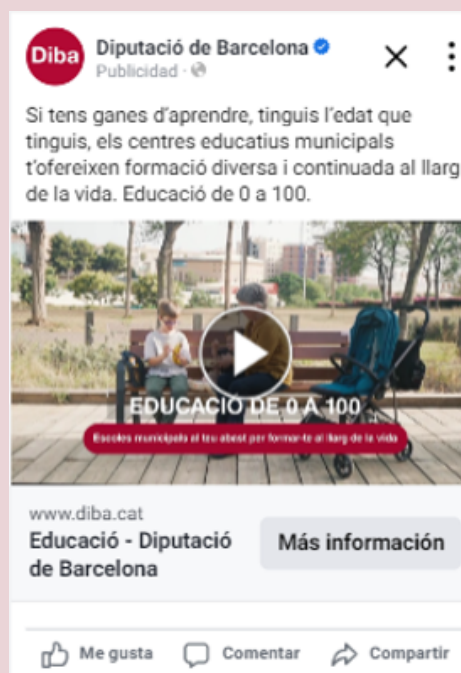 Diba
Diputació de Barcelona
Publicidad ·
Si tens ganes d'aprendre, tinguis l'edat que
tinguis, els centres educatius municipals
t'ofereixen formació diversa i continuada al llarg
de la vida. Educació de 0 a 100.
EDUCACIÓ DE 0 A 100
Escoles municipals al teu abast per formar-te al llarg de la vida
www.diba.cat
Educació - Diputació
de Barcelona
Más información
Me gusta
Comentar
Compartir